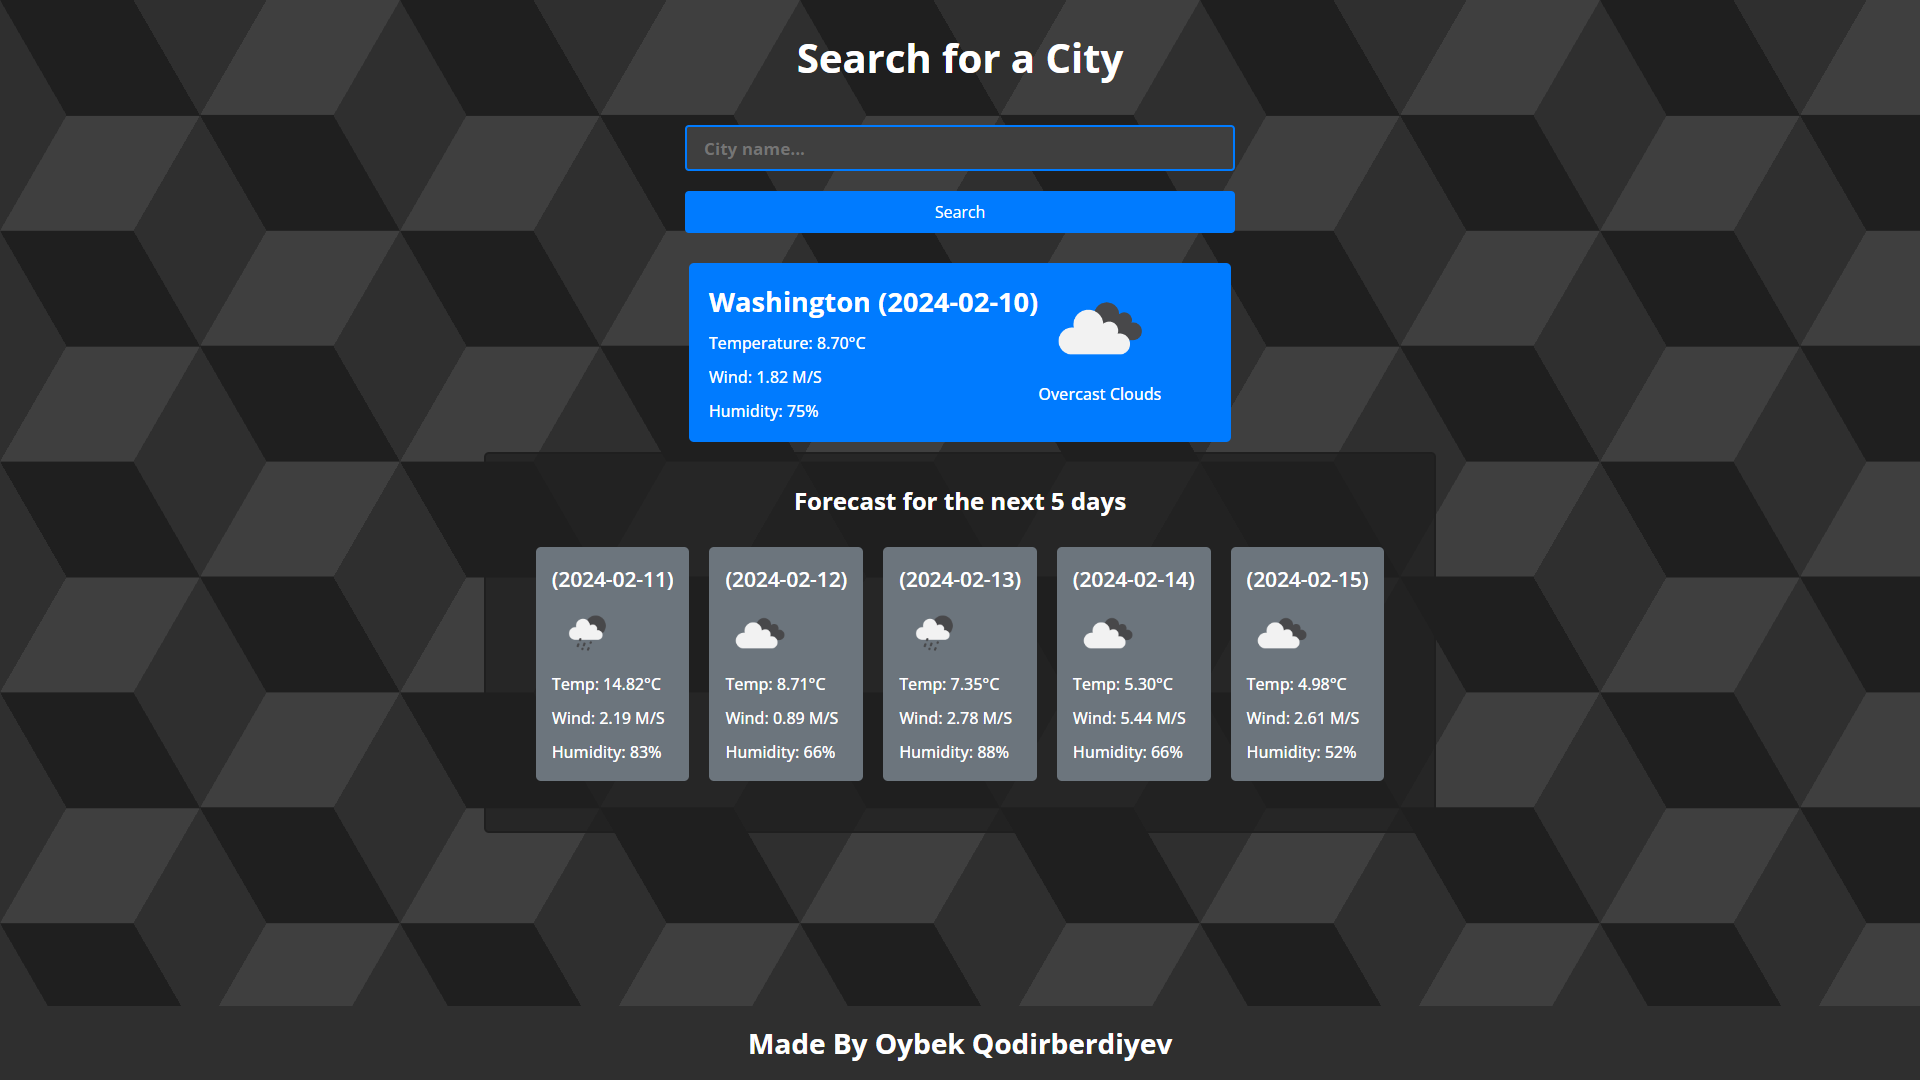 Search for a City
City name...
Search
Washington (2024-02-10)
Temperature: 8.70°C
Wind: 1.82 M/S
Humidity: 75%
Overcast Clouds
Forecast for the next 5 days
(2024-02-11)
Temp: 14.82°C
Wind: 2.19 M/S
Humidity: 83%
(2024-02-12)
Temp: 8.71°C
Wind: 0.89 M/S
Humidity: 66%
(2024-02-13)
Temp: 7.35°C
Wind: 2.78 M/S
Humidity: 88%
(2024-02-14)
Temp: 5.30°C
Wind: 5.44 M/S
Humidity: 66%
(2024-02-15)
Temp: 4.98°C
Wind: 2.61 M/S
Humidity: 52%
Made By Oybek Qodirberdiyev